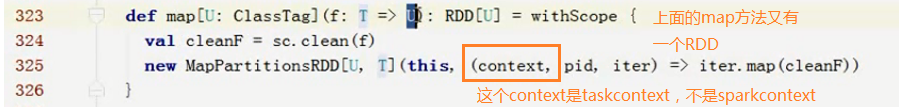 323 def map[U: ClassTag](f: T => U): RDD[U] = withScope {
上面的map方法又有
一个RDD
324 val cleanF = sc.clean(f)
325 new MapPartitionsRDD[U, T](this, (context, pid, iter) => iter.map(cleanF))
326 }
这个context是taskcontext，不是sparkcontext